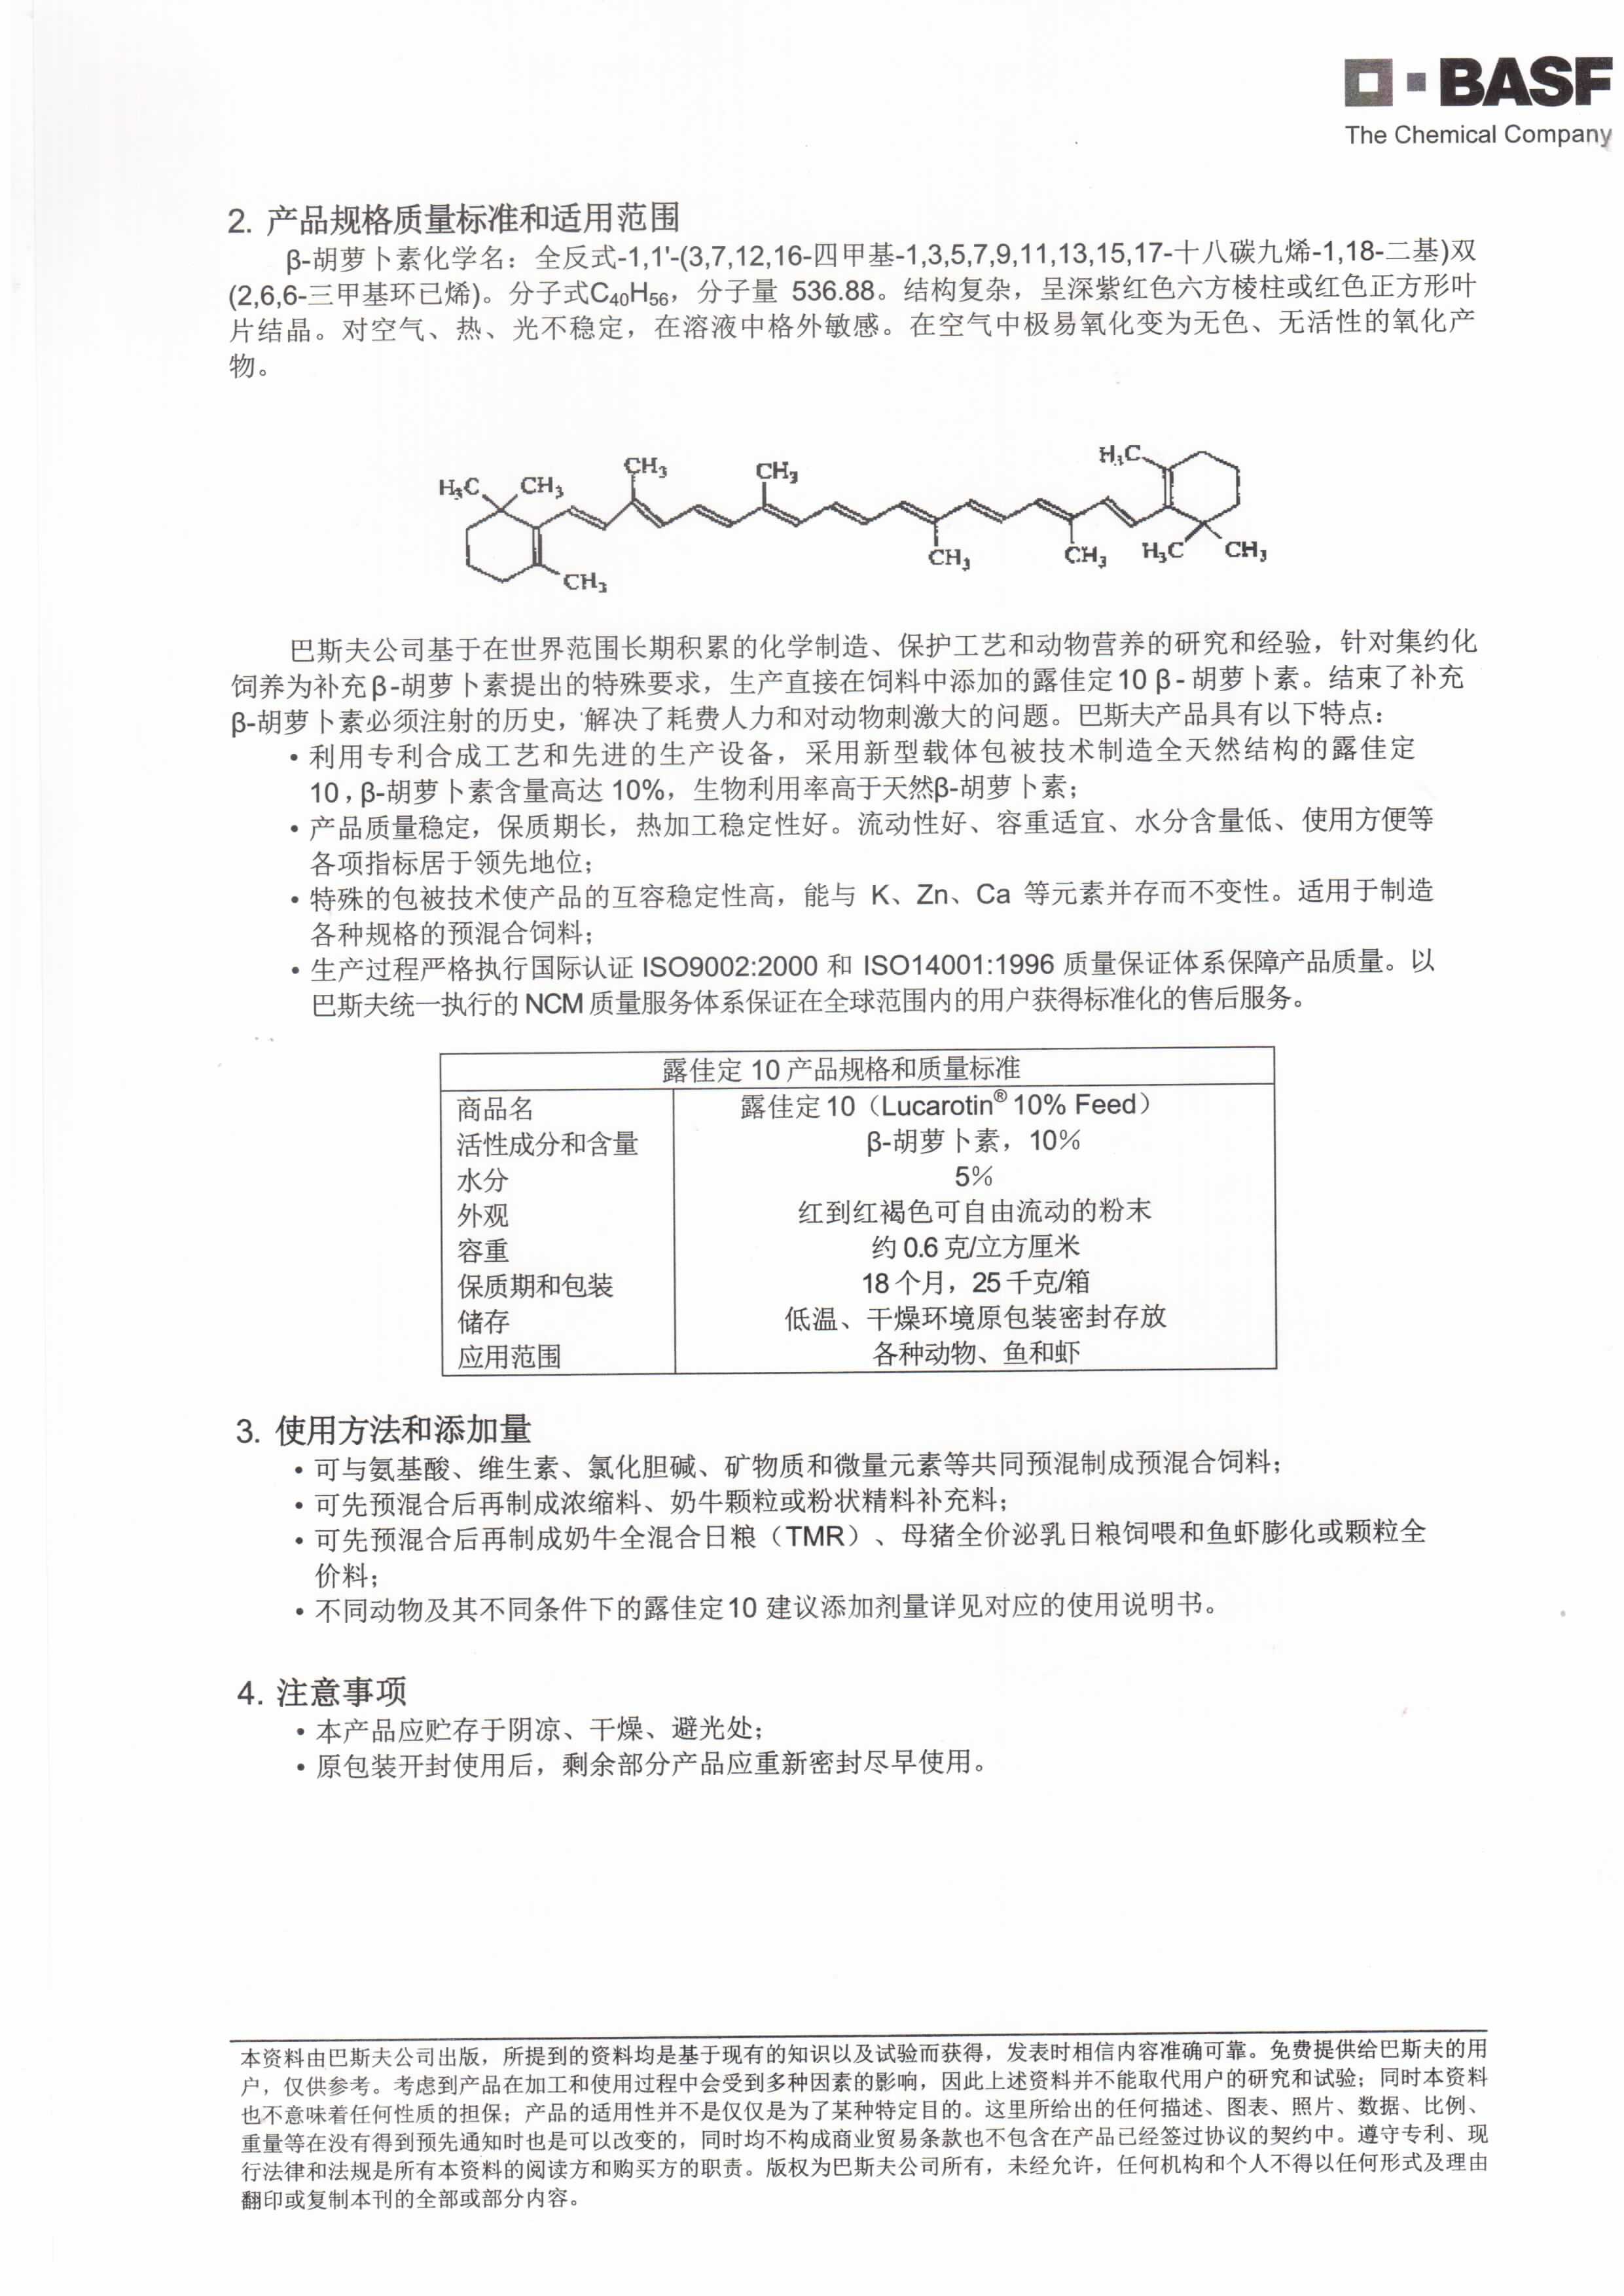 BASF
The Chemical Company
2. 产品规格质量标准和适用范围
β-胡萝卜素化学名：全反式-1,1'-(3,7,12,16-四甲基-1,3,5,7,9,11,13,15,17-十八碳九烯-1,18-二基)双
(2,6,6-三甲基环已烯)。分子式C40H56，分子量 536.88。结构复杂，呈深紫红色六方棱柱或红色正方形叶
片结晶。对空气、热、光不稳定，在溶液中格外敏感。在空气中极易氧化变为无色、无活性的氧化产
物。
H3C CH3 CH3 CH3 H3C
CH3 CH3 CH3 H3C CH3
巴斯夫公司基于在世界范围长期积累的化学制造、保护工艺和动物营养的研究和经验，针对集约化
饲养为补充β-胡萝卜素提出的特殊要求，生产直接在饲料中添加的露佳定10 β-胡萝卜素。结束了补充
β-胡萝卜素必须注射的历史，解决了耗费人力和对动物刺激大的问题。巴斯夫产品具有以下特点：
• 利用专利合成工艺和先进的生产设备，采用新型载体包被技术制造全天然结构的露佳定
10，β-胡萝卜素含量高达 10%，生物利用率高于天然β-胡萝卜素；
• 产品质量稳定，保质期长，热加工稳定性好。流动性好、容重适宜、水分含量低、使用方便等
各项指标居于领先地位；
• 特殊的包被技术使产品的互容稳定性高，能与 K、Zn、Ca 等元素并存而不变性。适用于制造
各种规格的预混合饲料；
• 生产过程严格执行国际认证 ISO9002:2000 和 ISO14001:1996 质量保证体系保障产品质量。以
巴斯夫统一执行的 NCM 质量服务体系保证在全球范围内的用户获得标准化的售后服务。
露佳定 10 产品规格和质量标准
商品名 露佳定 10（Lucarotin® 10% Feed）
活性成分和含量 β-胡萝卜素，10%
水分 5%
外观 红到红褐色可自由流动的粉末
容重 约 0.6 克/立方厘米
保质期和包装 18 个月，25 千克/箱
储存 低温、干燥环境原包装密封存放
应用范围 各种动物、鱼和虾
3. 使用方法和添加量
• 可与氨基酸、维生素、氯化胆碱、矿物质和微量元素等共同预混制成预混合饲料；
• 可先预混合后再制成浓缩料、奶牛颗粒或粉状精料补充料；
• 可先预混合后再制成奶牛全混合日粮（TMR）、母猪全价泌乳日粮饲喂和鱼虾膨化或颗粒全
价料；
• 不同动物及其不同条件下的露佳定10 建议添加剂量详见对应的使用说明书。
4. 注意事项
• 本产品应贮存于阴凉、干燥、避光处；
• 原包装开封使用后，剩余部分产品应重新密封尽早使用。
本资料由巴斯夫公司出版，所提到的资料均是基于现有的知识以及试验而获得，发表时相信内容准确可靠。免费提供给巴斯夫的用
户，仅供参考。考虑到产品在加工和使用过程中会受到多种因素的影响，因此上述资料并不能取代用户的研究和试验；同时本资料
也不意味着任何性质的担保；产品的适用性并不是仅仅是为了某种特定目的。这里所给出的任何描述、图表、照片、数据、比例、
重量等在没有得到预先通知时也是可以改变的，同时均不构成商业贸易条款也不包含在产品已经签过协议的契约中。遵守专利、现
行法律和法规是所有本资料的阅读方和购买方的职责。版权为巴斯夫公司所有，未经允许，任何机构和个人不得以任何形式及理由
翻印或复制本刊的全部或部分内容。